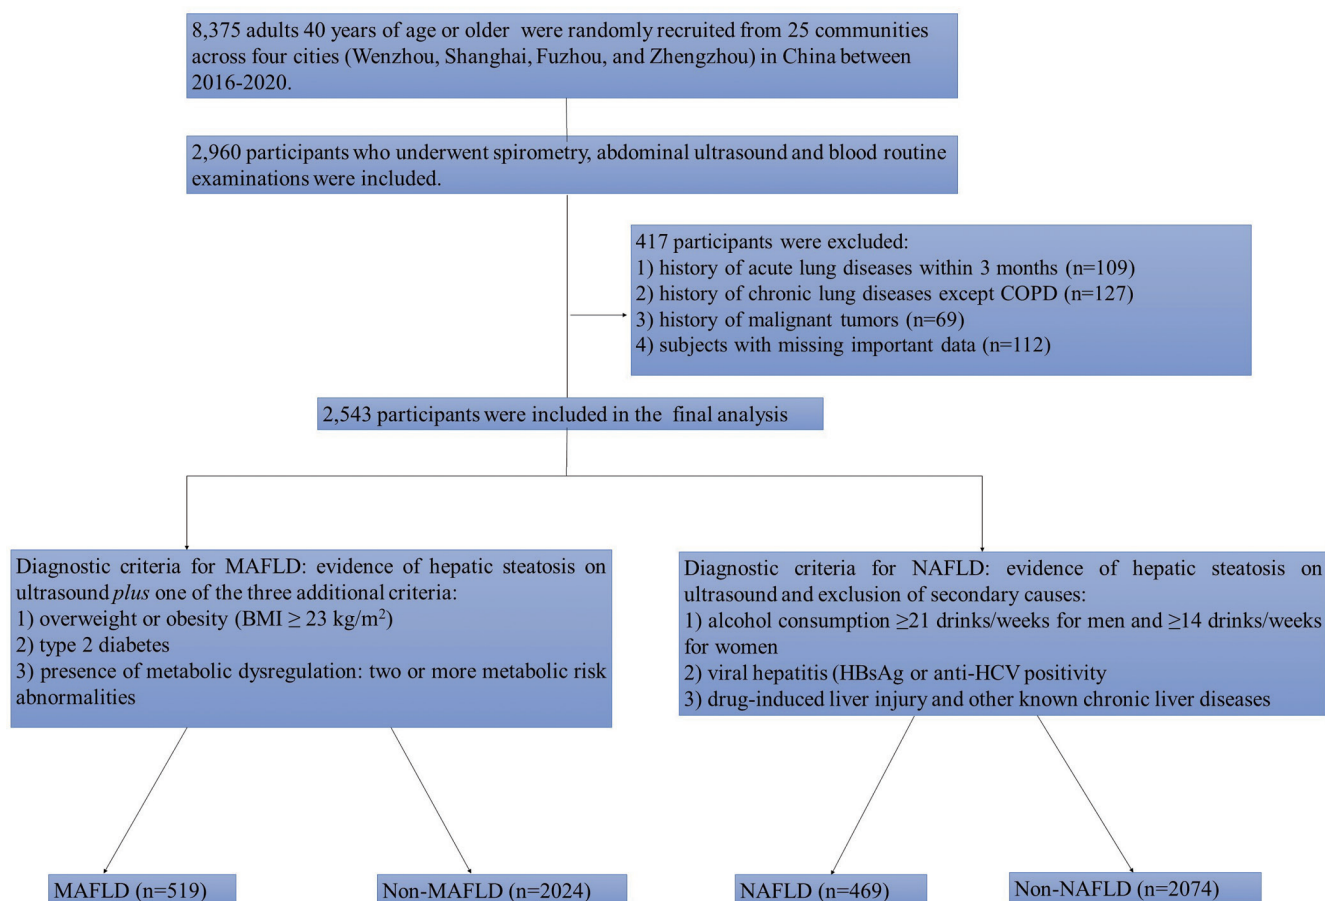 8,375 adults 40 years of age or older were randomly recruited from 25 communities
across four cities (Wenzhou, Shanghai, Fuzhou, and Zhengzhou) in China between
2016-2020.
2,960 participants who underwent spirometry, abdominal ultrasound and blood routine
examinations were included.
417 participants were excluded:
1) history of acute lung diseases within 3 months (n=109)
2) history of chronic lung diseases except COPD (n=127)
3) history of malignant tumors (n=69)
4) subjects with missing important data (n=112)
2,543 participants were included in the final analysis
Diagnostic criteria for MAFLD: evidence of hepatic steatosis on
ultrasound plus one of the three additional criteria:
1) overweight or obesity (BMI ≥ 23 kg/m²)
2) type 2 diabetes
3) presence of metabolic dysregulation: two or more metabolic risk
abnormalities
Diagnostic criteria for NAFLD: evidence of hepatic steatosis on
ultrasound and exclusion of secondary causes:
1) alcohol consumption ≥21 drinks/weeks for men and ≥14 drinks/weeks
for women
2) viral hepatitis (HBsAg or anti-HCV positivity
3) drug-induced liver injury and other known chronic liver diseases
MAFLD (n=519)
Non-MAFLD (n=2024)
NAFLD (n=469)
Non-NAFLD (n=2074)